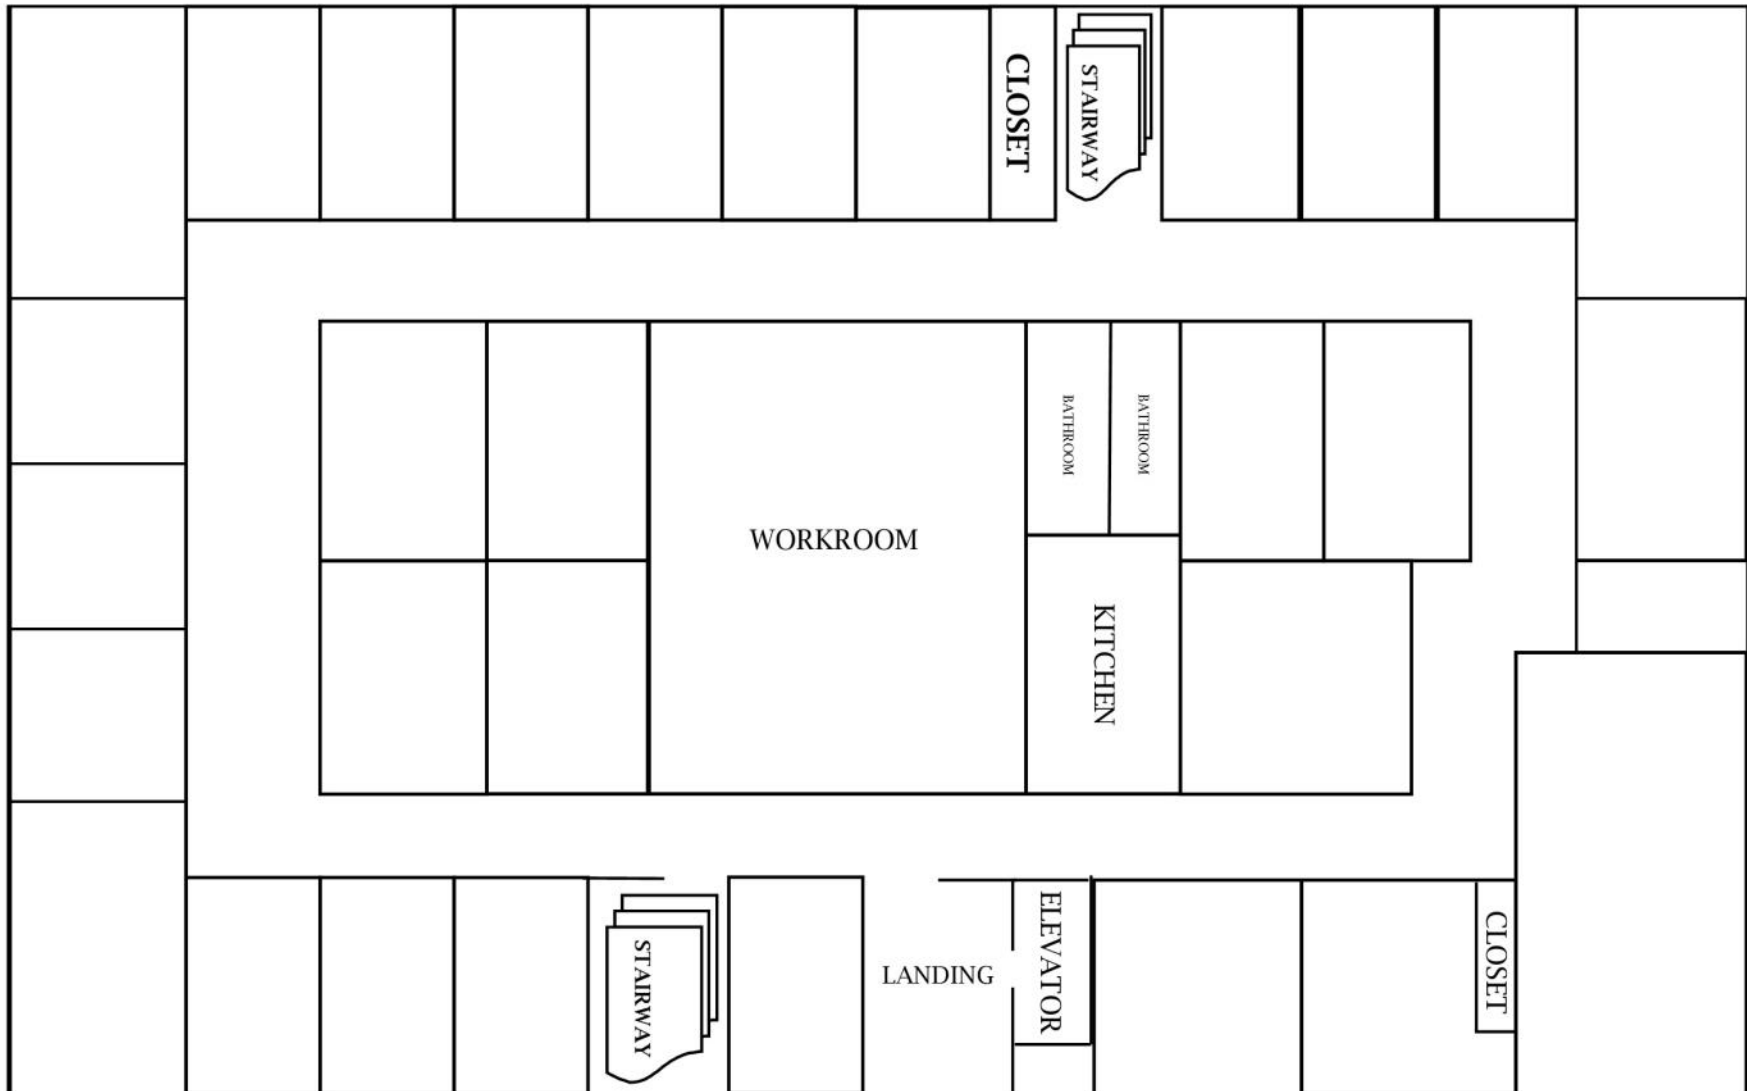 CLOSET
STAIRWAY
BATHROOM
BATHROOM
WORKROOM
KITCHEN
STAIRWAY
LANDING
ELEVATOR
CLOSET